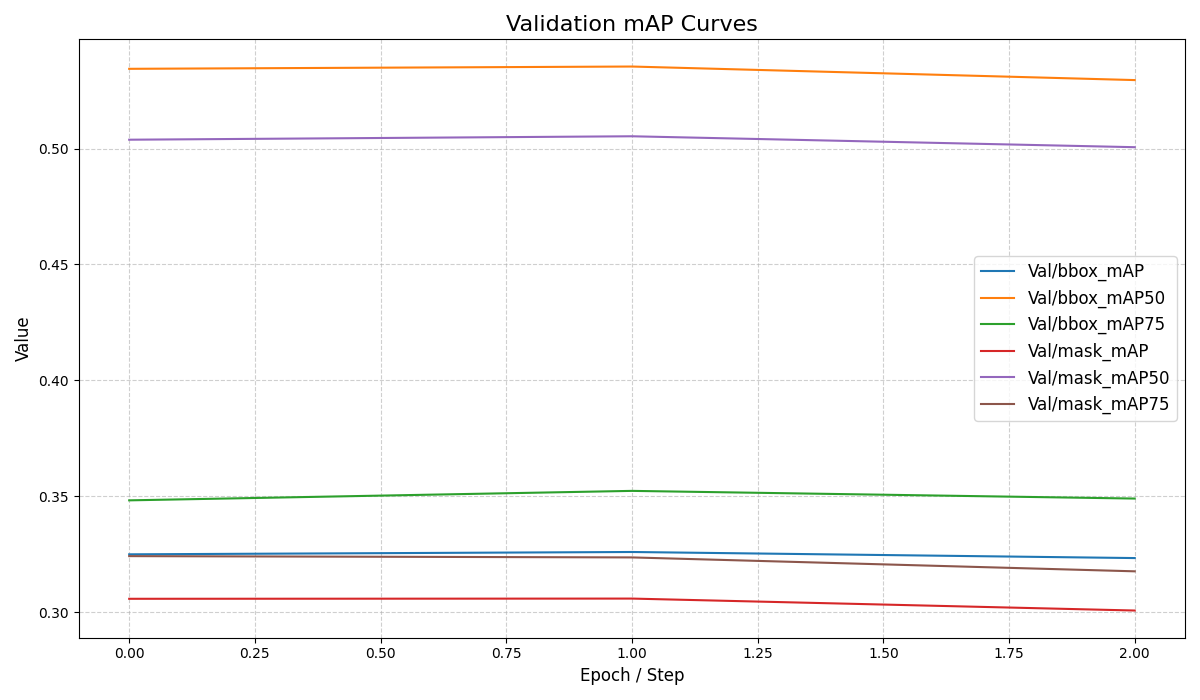 Validation mAP Curves
Value
0.50
0.45
0.40
0.35
0.30
Val/bbox_mAP
Val/bbox_mAP50
Val/bbox_mAP75
Val/mask_mAP
Val/mask_mAP50
Val/mask_mAP75
0.00 0.25 0.50 0.75 1.00 1.25 1.50 1.75 2.00
Epoch / Step